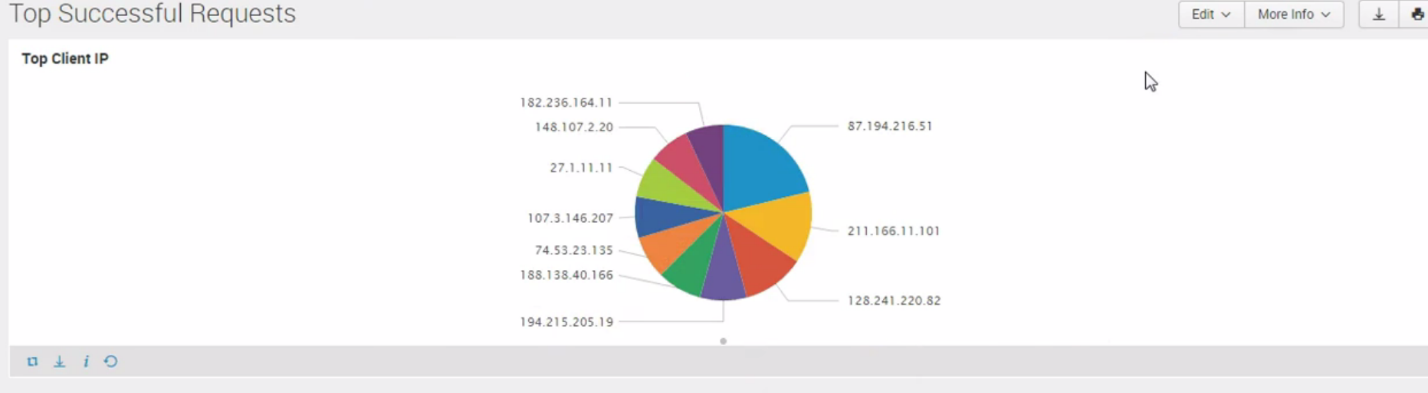 Top Successful Requests
Edit
More Info
Top Client IP
182.236.164.11
148.107.2.20
27.1.11.11
107.3.146.207
74.53.23.135
188.138.40.166
194.215.205.19
87.194.216.51
211.166.11.101
128.241.220.82